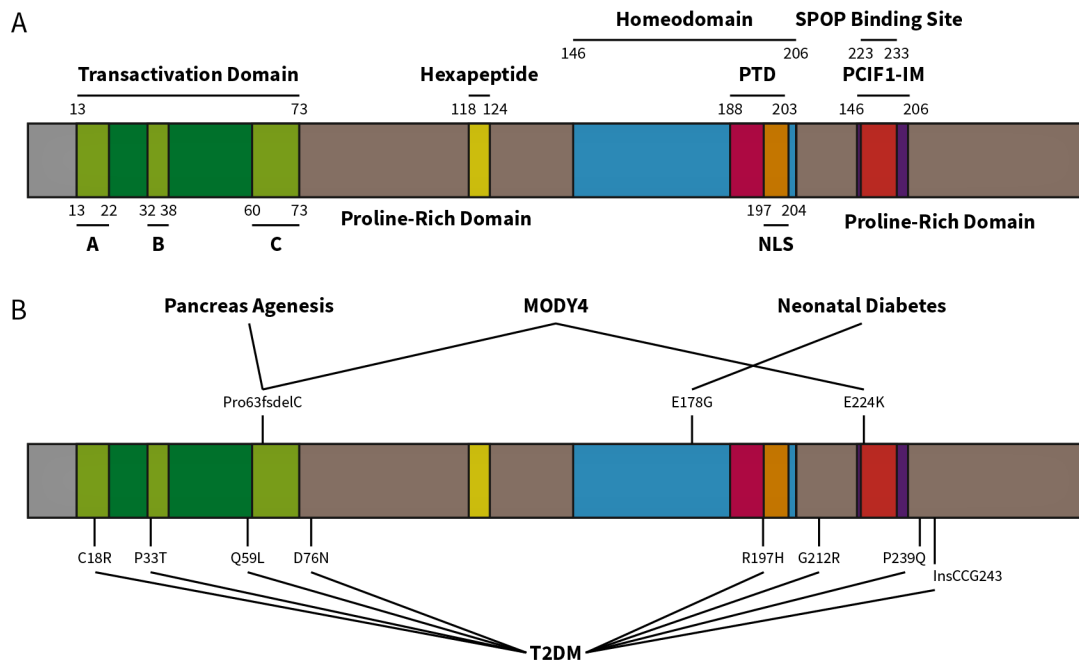 A
Homeodomain SPOP Binding Site
146 206 223 233
Transactivation Domain Hexapeptide PTD PCIF1-IM
13 73 118 124 188 203 146 206
13 22 32 38 60 73 197 204
Proline-Rich Domain Proline-Rich Domain
A B C NLS
B
Pancreas Agenesis MODY4 Neonatal Diabetes
Pro63fsdelC E178G E224K
C18R P33T Q59L D76N R197H G212R P239Q
InsCCG243
T2DM